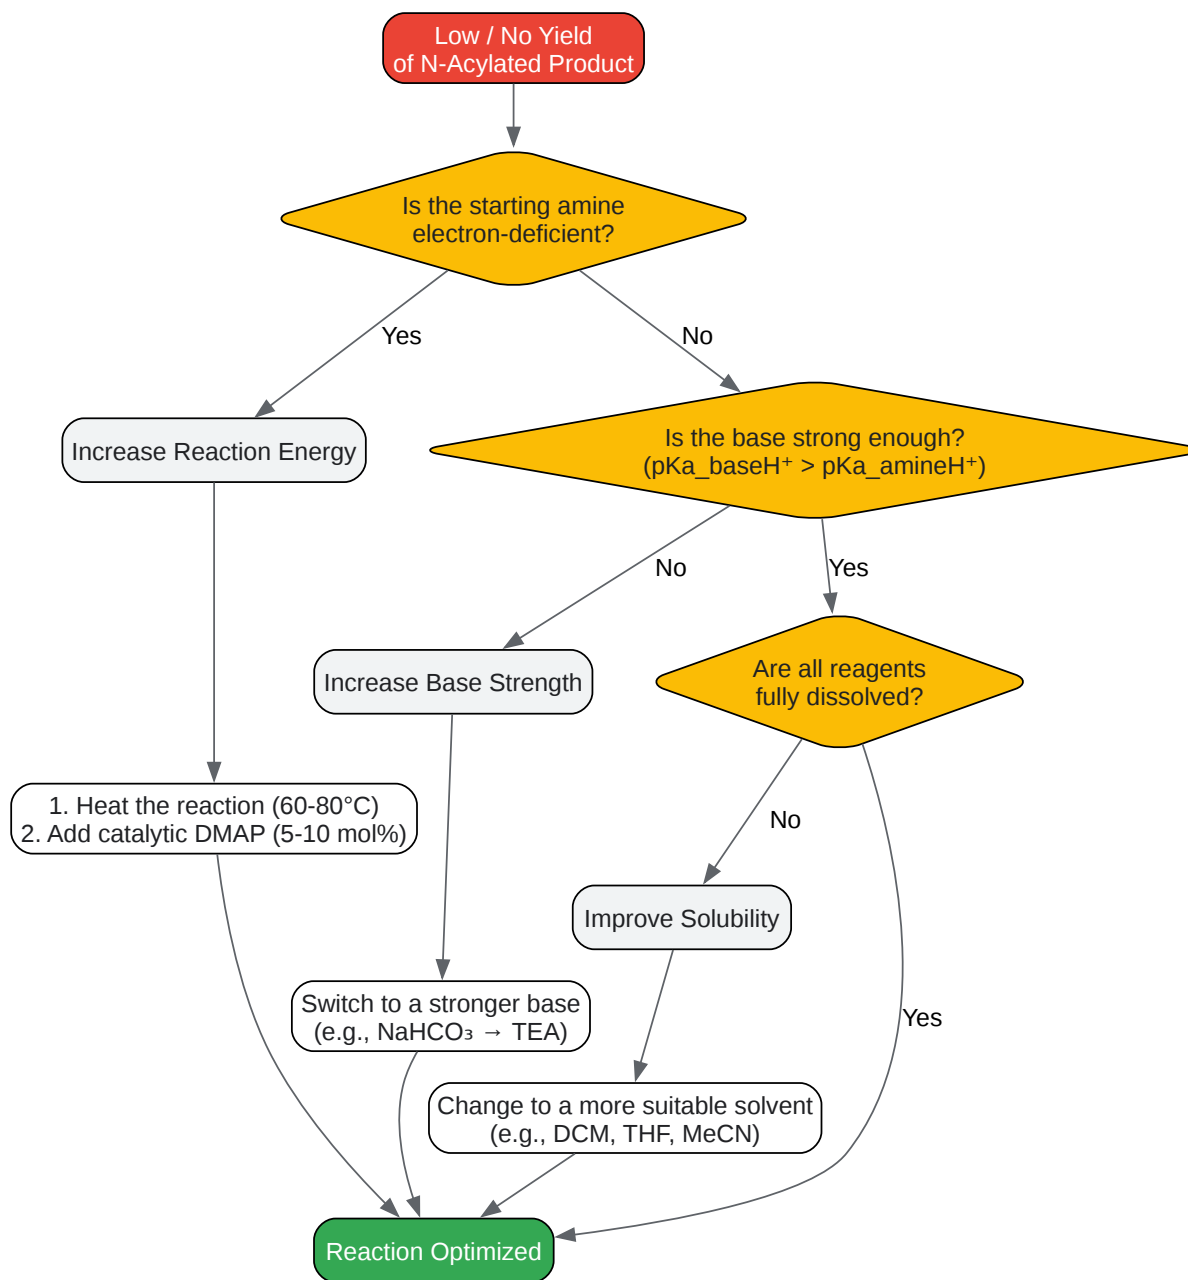 Low / No Yield
of N-Acylated Product
Is the starting amine
electron-deficient?
Yes
No
Increase Reaction Energy
Is the base strong enough?
(pKa_baseH⁺ > pKa_amineH⁺)
No
Yes
Increase Base Strength
Are all reagents
fully dissolved?
1. Heat the reaction (60-80°C)
2. Add catalytic DMAP (5-10 mol%)
No
Improve Solubility
Switch to a stronger base
(e.g., NaHCO₃ → TEA)
Yes
Change to a more suitable solvent
(e.g., DCM, THF, MeCN)
Reaction Optimized